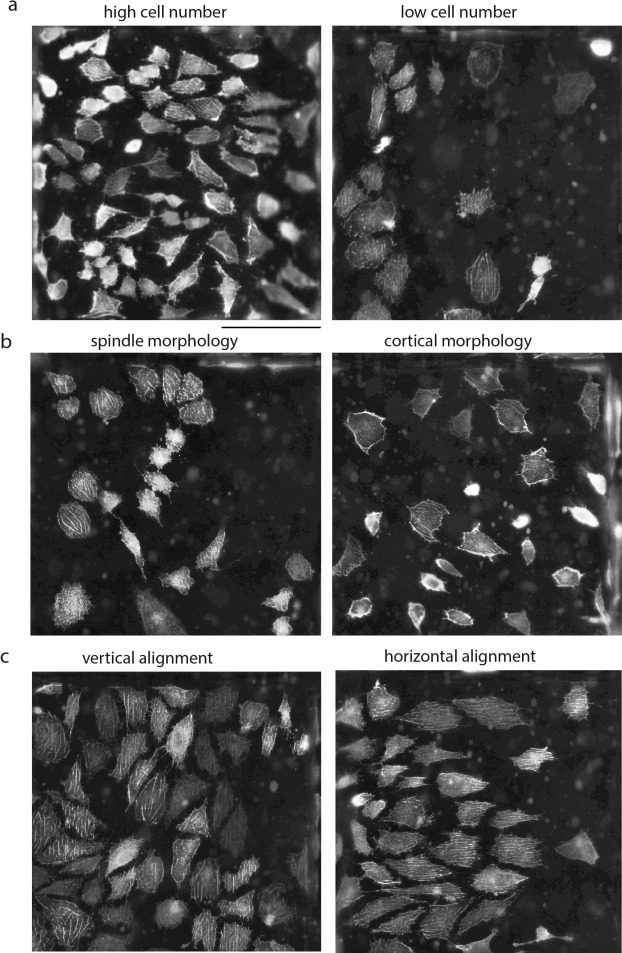 a
high cell number
low cell number
b
spindle morphology
cortical morphology
c
vertical alignment
horizontal alignment